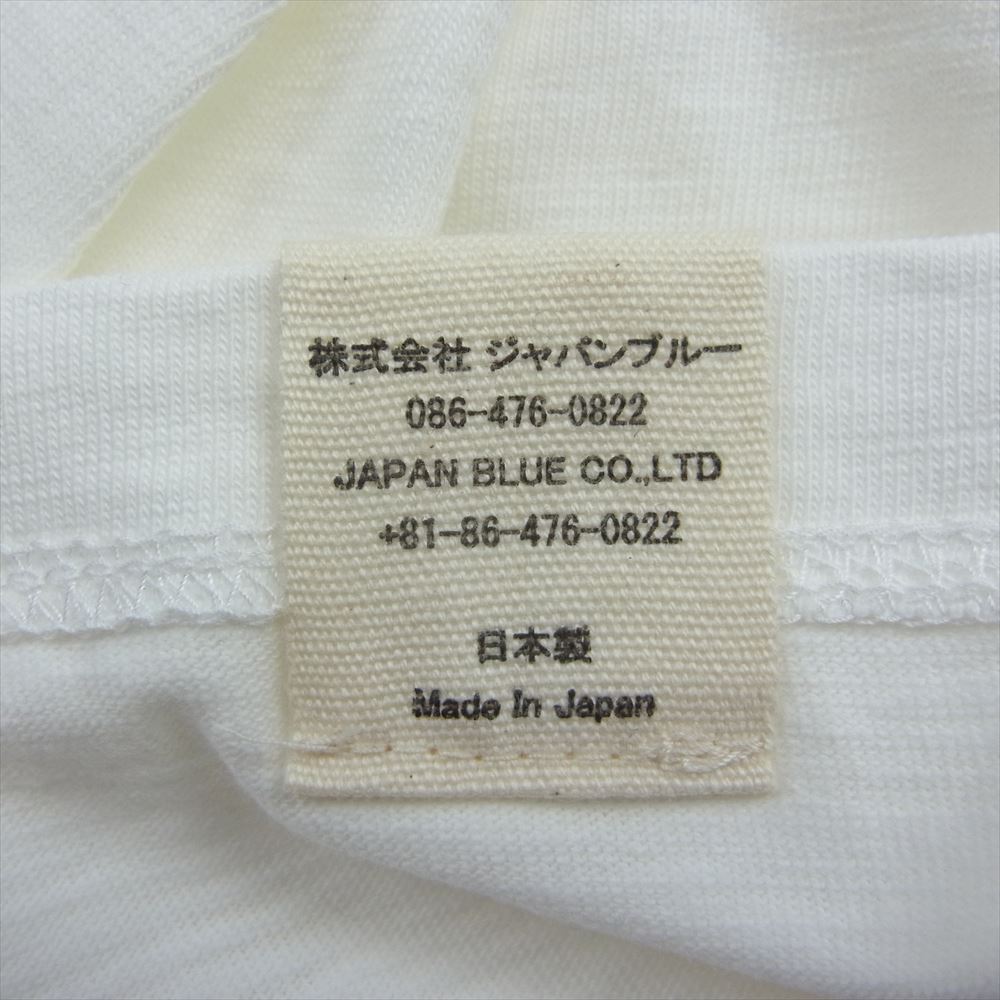 株式会社 ジャパンブルー
086-476-0822
JAPAN BLUE CO.,LTD
+81-86-476-0822
日本製
Made In Japan